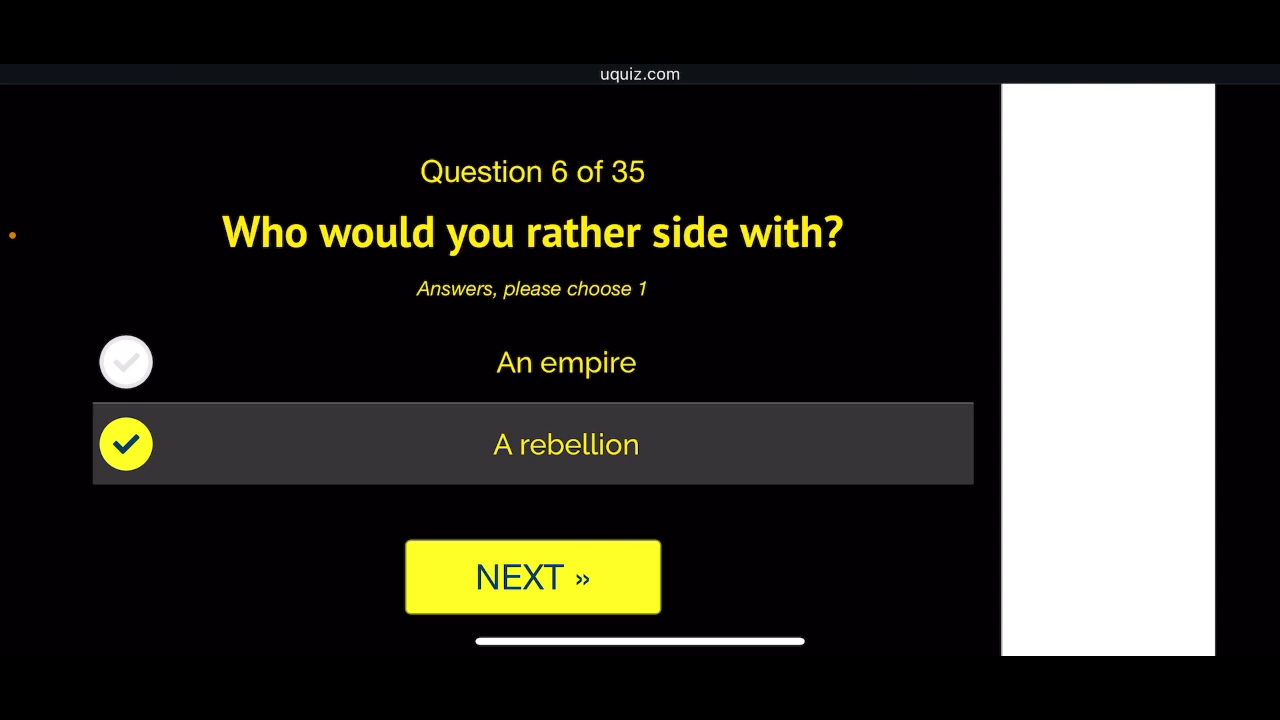 uquiz.com
Question 6 of 35
Who would you rather side with?
Answers, please choose 1
An empire
A rebellion
NEXT »